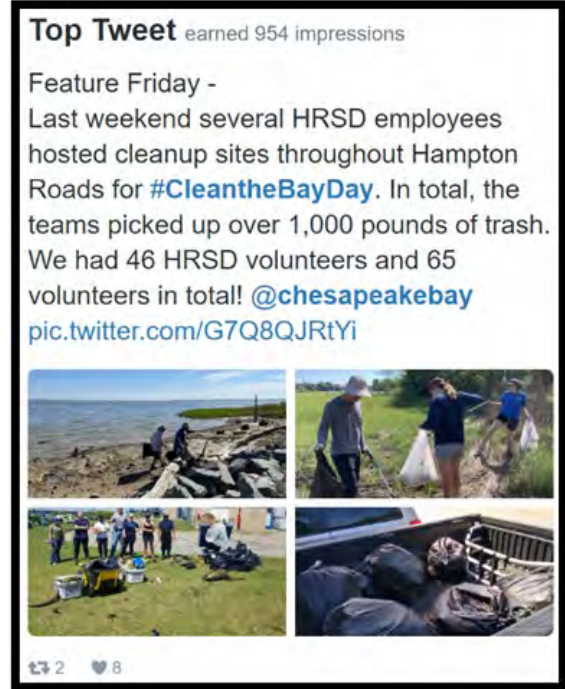 Top Tweet earned 954 impressions
Feature Friday -
Last weekend several HRSD employees
hosted cleanup sites throughout Hampton
Roads for #CleantheBayDay. In total, the
teams picked up over 1,000 pounds of trash.
We had 46 HRSD volunteers and 65
volunteers in total! @chesapeakebay
pic.twitter.com/G7Q8QJRtYi
2 8